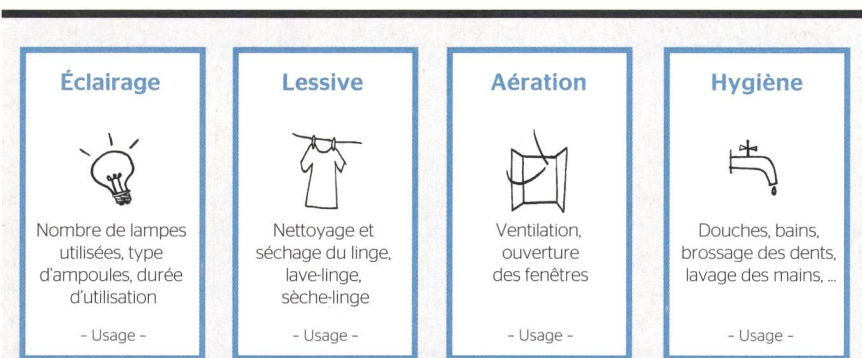 Éclairage
Nombre de lampes
utilisées, type
d'ampoules, durée
d'utilisation
- Usage -
Lessive
Nettoyage et
séchage du linge,
lave-linge,
sèche-linge
- Usage -
Aération
Ventilation,
ouverture
des fenêtres
- Usage -
Hygiène
Douches, bains,
brossage des dents,
lavage des mains, ...
- Usage -